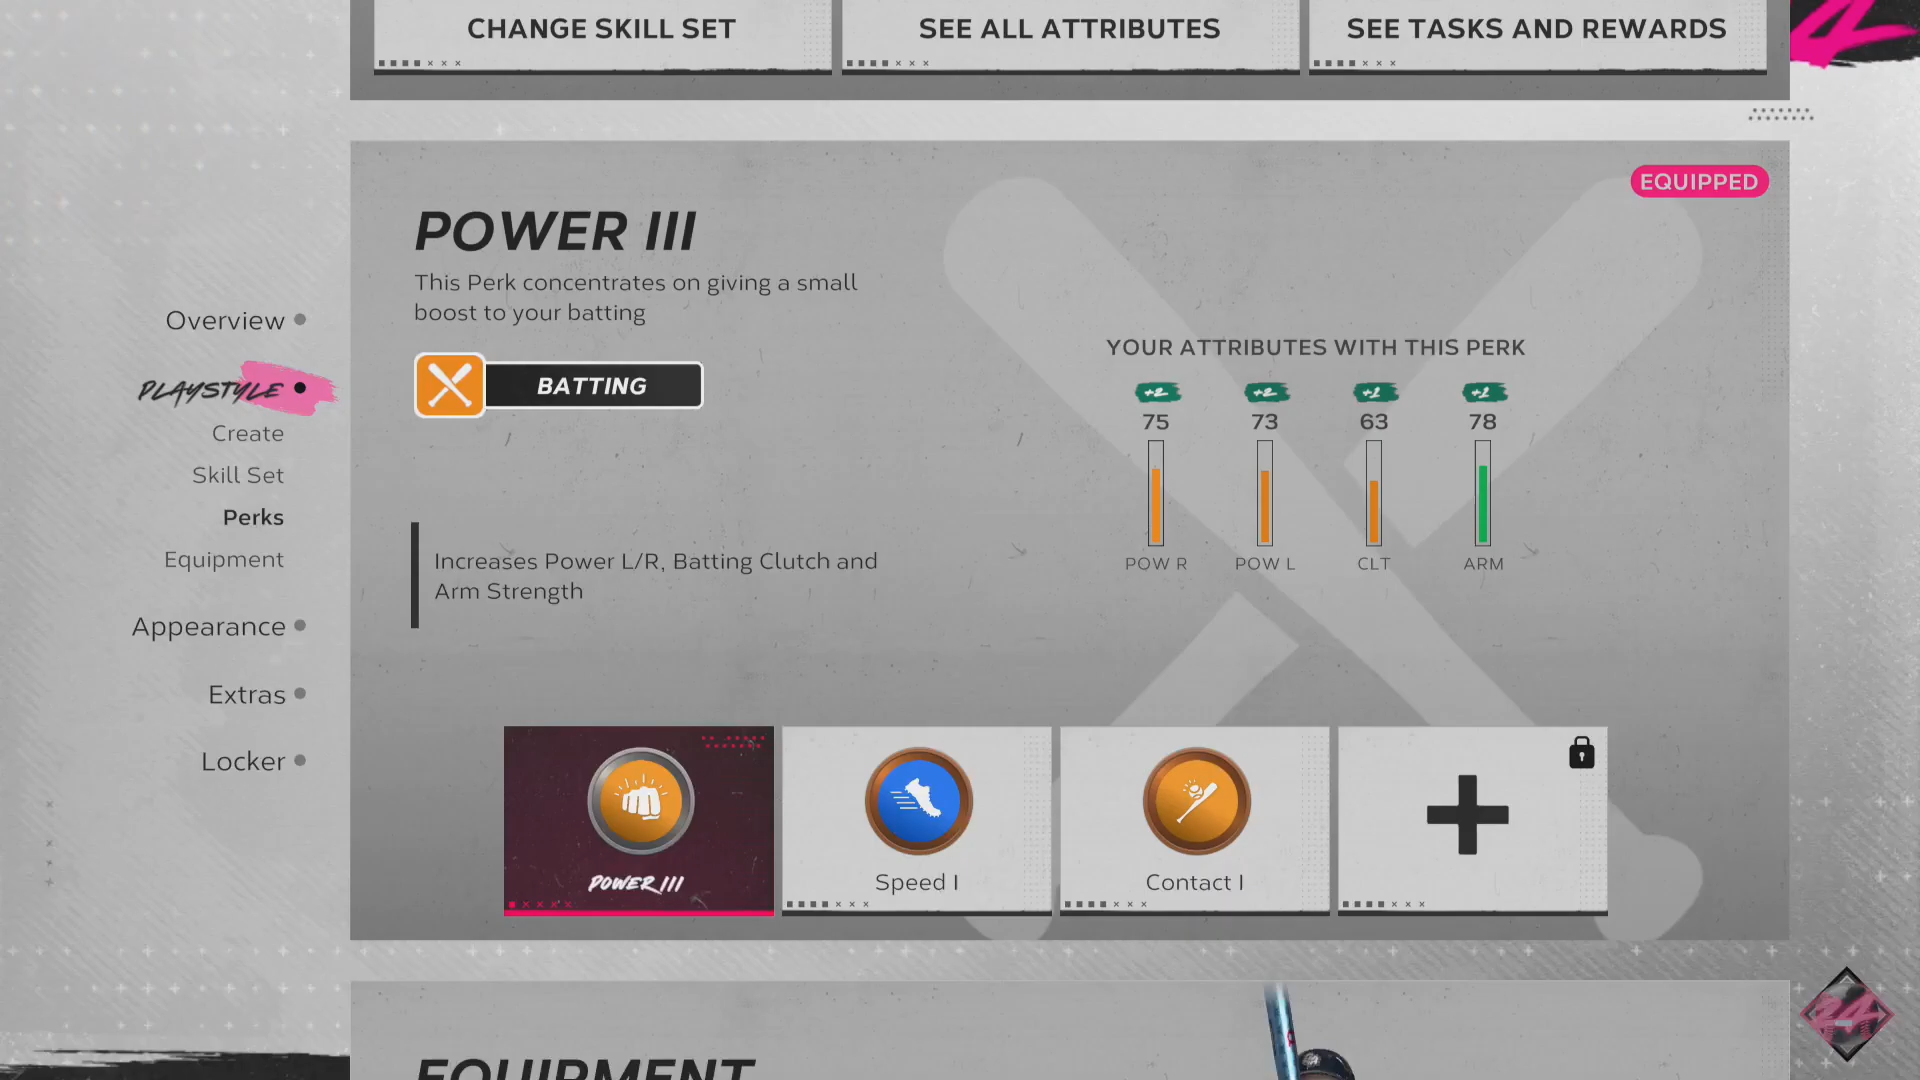 CHANGE SKILL SET
SEE ALL ATTRIBUTES
SEE TASKS AND REWARDS
EQUIPPED
POWER III
This Perk concentrates on giving a small
boost to your batting
BATTING
Increases Power L/R, Batting Clutch and
Arm Strength
YOUR ATTRIBUTES WITH THIS PERK
+2 +2 +1 +1
75 73 63 78
POW R POW L CLT ARM
Overview
PLAYSTYLE
Create
Skill Set
Perks
Equipment
Appearance
Extras
Locker
POWER III
Speed I
Contact I
24
EQUIPMENT